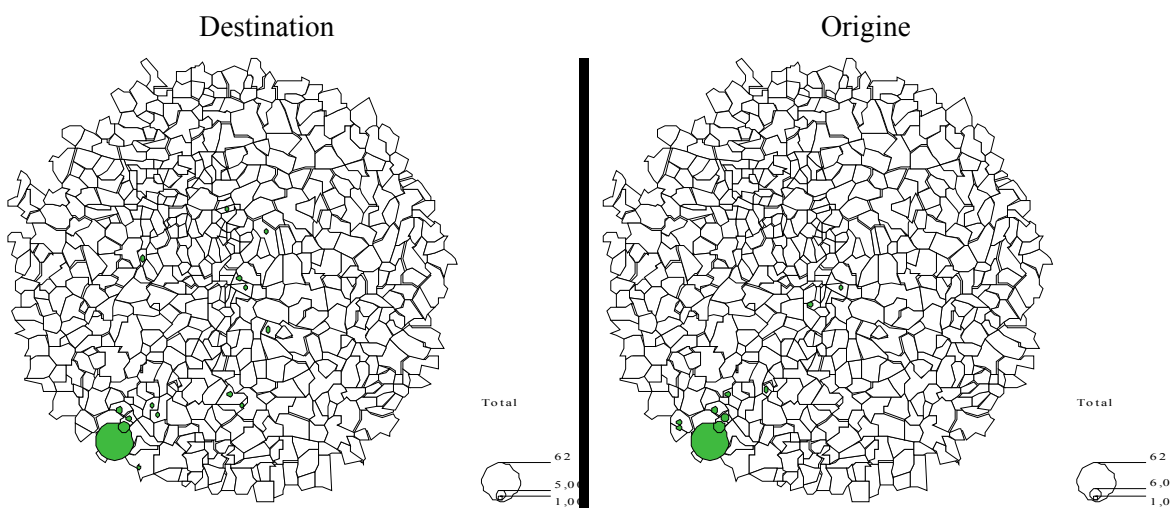 Destination
Origine
Total
62
5,00
1,00
Total
62
6,0
1,0